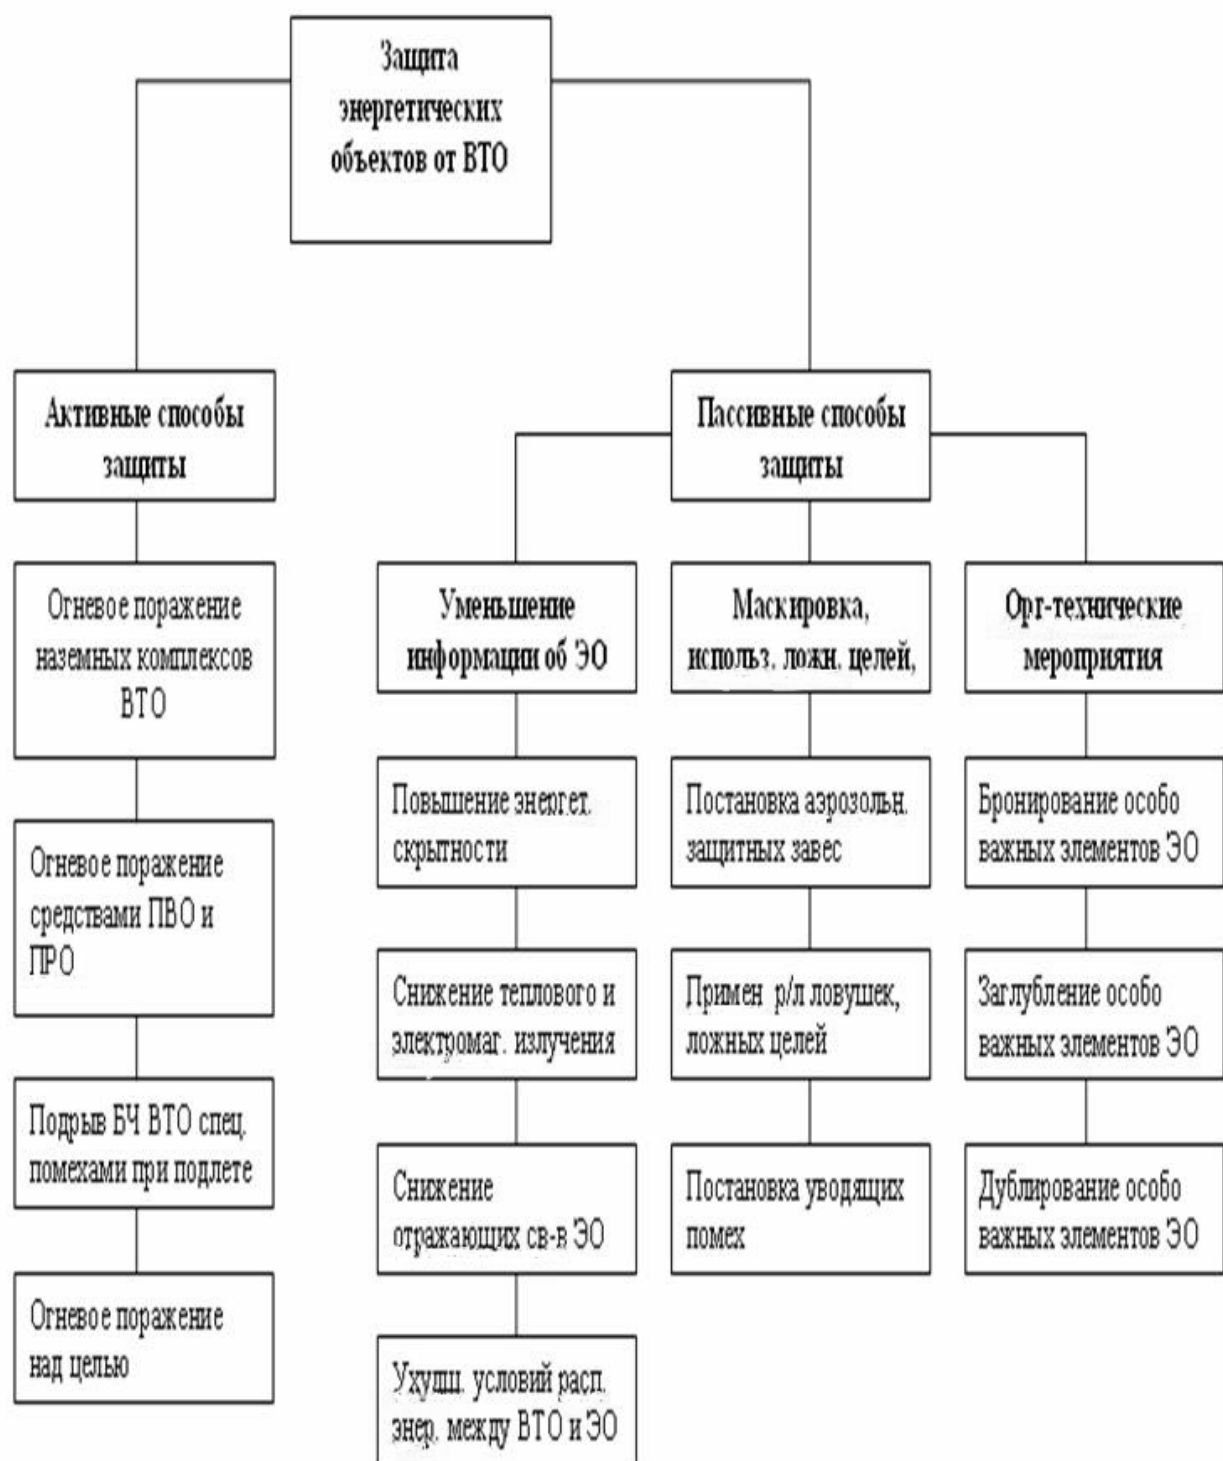 Защита
энергетических
объектов от ВТО
Активные способы
защиты
Пассивные способы
защиты
Огневое поражение
наземных комплексов
ВТО
Огневое поражение
средствами ПВО и
ПРО
Подрыв БЧ ВТО спец.
помехами при подлете
Огневое поражение
над целью
Уменьшение
информации об ЭО
Повышение энергет.
скрытности
Снижение теплового и
электромаг. излучения
Снижение
отражающих св-в ЭО
Ухудш. условий расп.
энер. между ВТО и ЭО
Маскировка,
использ. ложн. целей,
Постановка аэрозольн.
защитных завес
Примен р/л ловушек,
ложных целей
Постановка уводящих
помех
Орг-технические
мероприятия
Бронирование особо
важных элементов ЭО
Заглубление особо
важных элементов ЭО
Дублирование особо
важных элементов ЭО